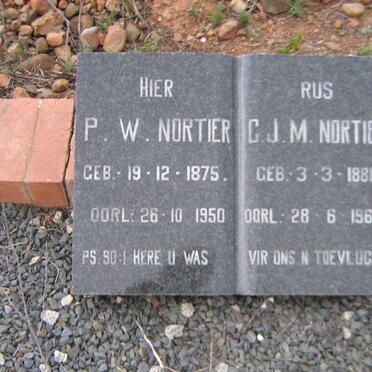 HIER
P. W. NORTIER
GEB. 19-12-1875.
OORL: 26-10-1950
PS. 90:1 HERE U WAS
RUS
C.J.M. NORTIE
GEB: 3-3-188
OORL: 28-6-196
VIR ONS N TOEVLUC